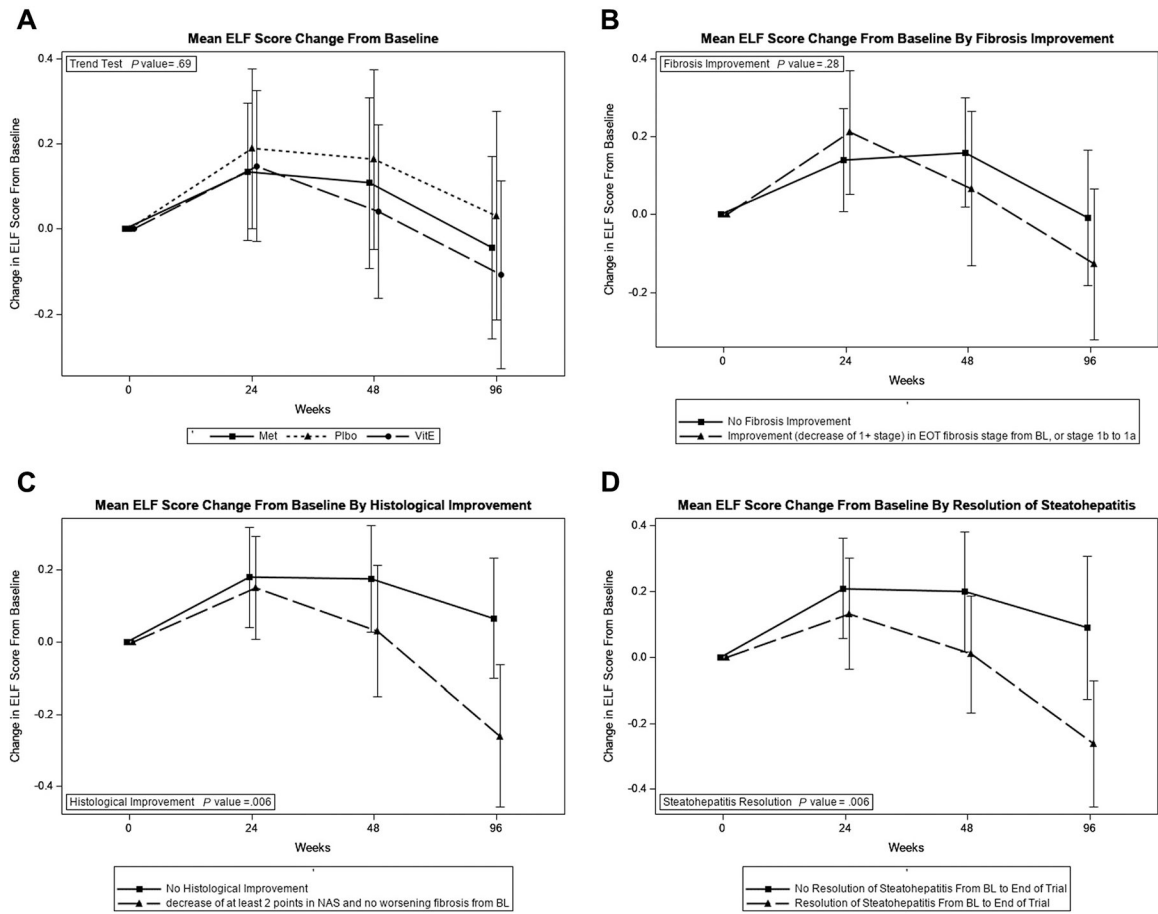 A
Mean ELF Score Change From Baseline
Trend Test P value= .69
0.4
0.2
0.0
-0.2
Change in ELF Score From Baseline
0
24
48
96
Weeks
Met
Plbo
VitE
B
Mean ELF Score Change From Baseline By Fibrosis Improvement
Fibrosis Improvement P value = .28
0.4
0.2
0.0
-0.2
Change in ELF Score From Baseline
0
24
48
96
Weeks
No Fibrosis Improvement
Improvement (decrease of 1+ stage) in EOT fibrosis stage from BL, or stage 1b to 1a
C
Mean ELF Score Change From Baseline By Histological Improvement
0.2
0.0
-0.2
-0.4
Change in ELF Score From Baseline
Histological Improvement P value =.006
0
24
48
96
Weeks
No Histological Improvement
decrease of at least 2 points in NAS and no worsening fibrosis from BL
D
Mean ELF Score Change From Baseline By Resolution of Steatohepatitis
0.4
0.2
0.0
-0.2
-0.4
Change in ELF Score From Baseline
Steatohepatitis Resolution P value = .006
0
24
48
96
Weeks
No Resolution of Steatohepatitis From BL to End of Trial
Resolution of Steatohepatitis From BL to End of Trial